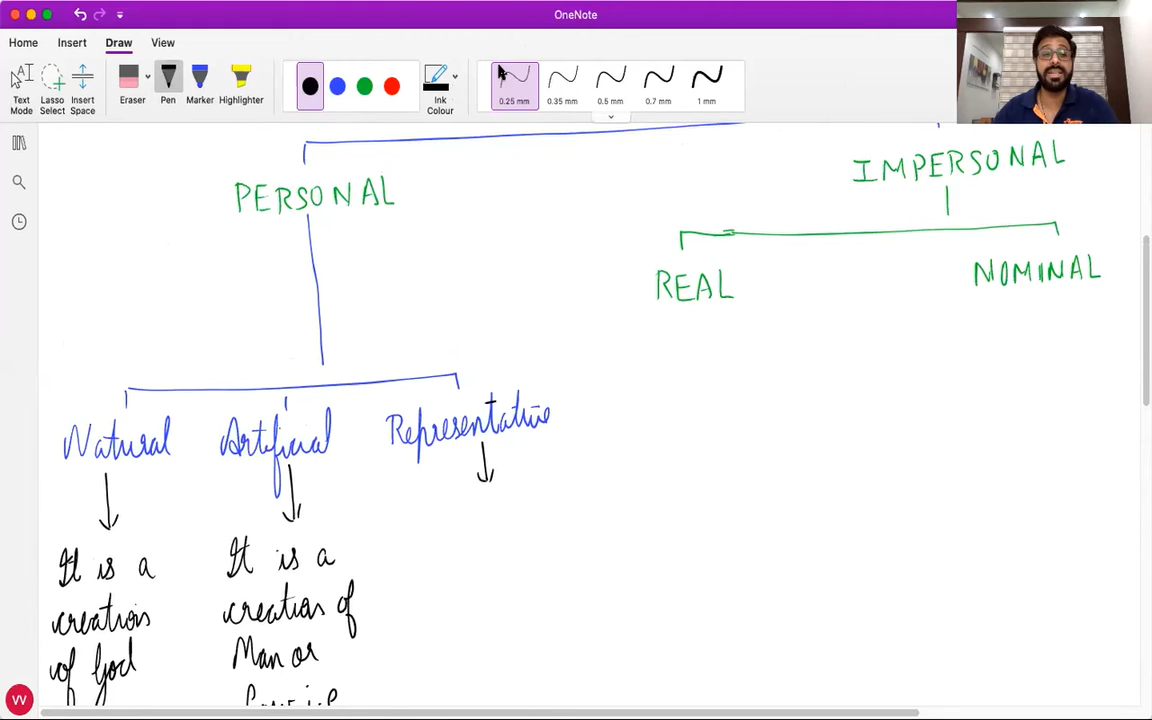 OneNote
Home Insert Draw View
Text Mode
Lasso Select
Insert Space
Eraser
Pen
Marker
Highlighter
Ink Colour
0.25 mm
0.35 mm
0.5 mm
0.7 mm
1 mm
IMPERSONAL
PERSONAL
REAL
NOMINAL
Natural
Artificial
Representative
It is a
creation
of God
It is a
creation of
Man or
VV